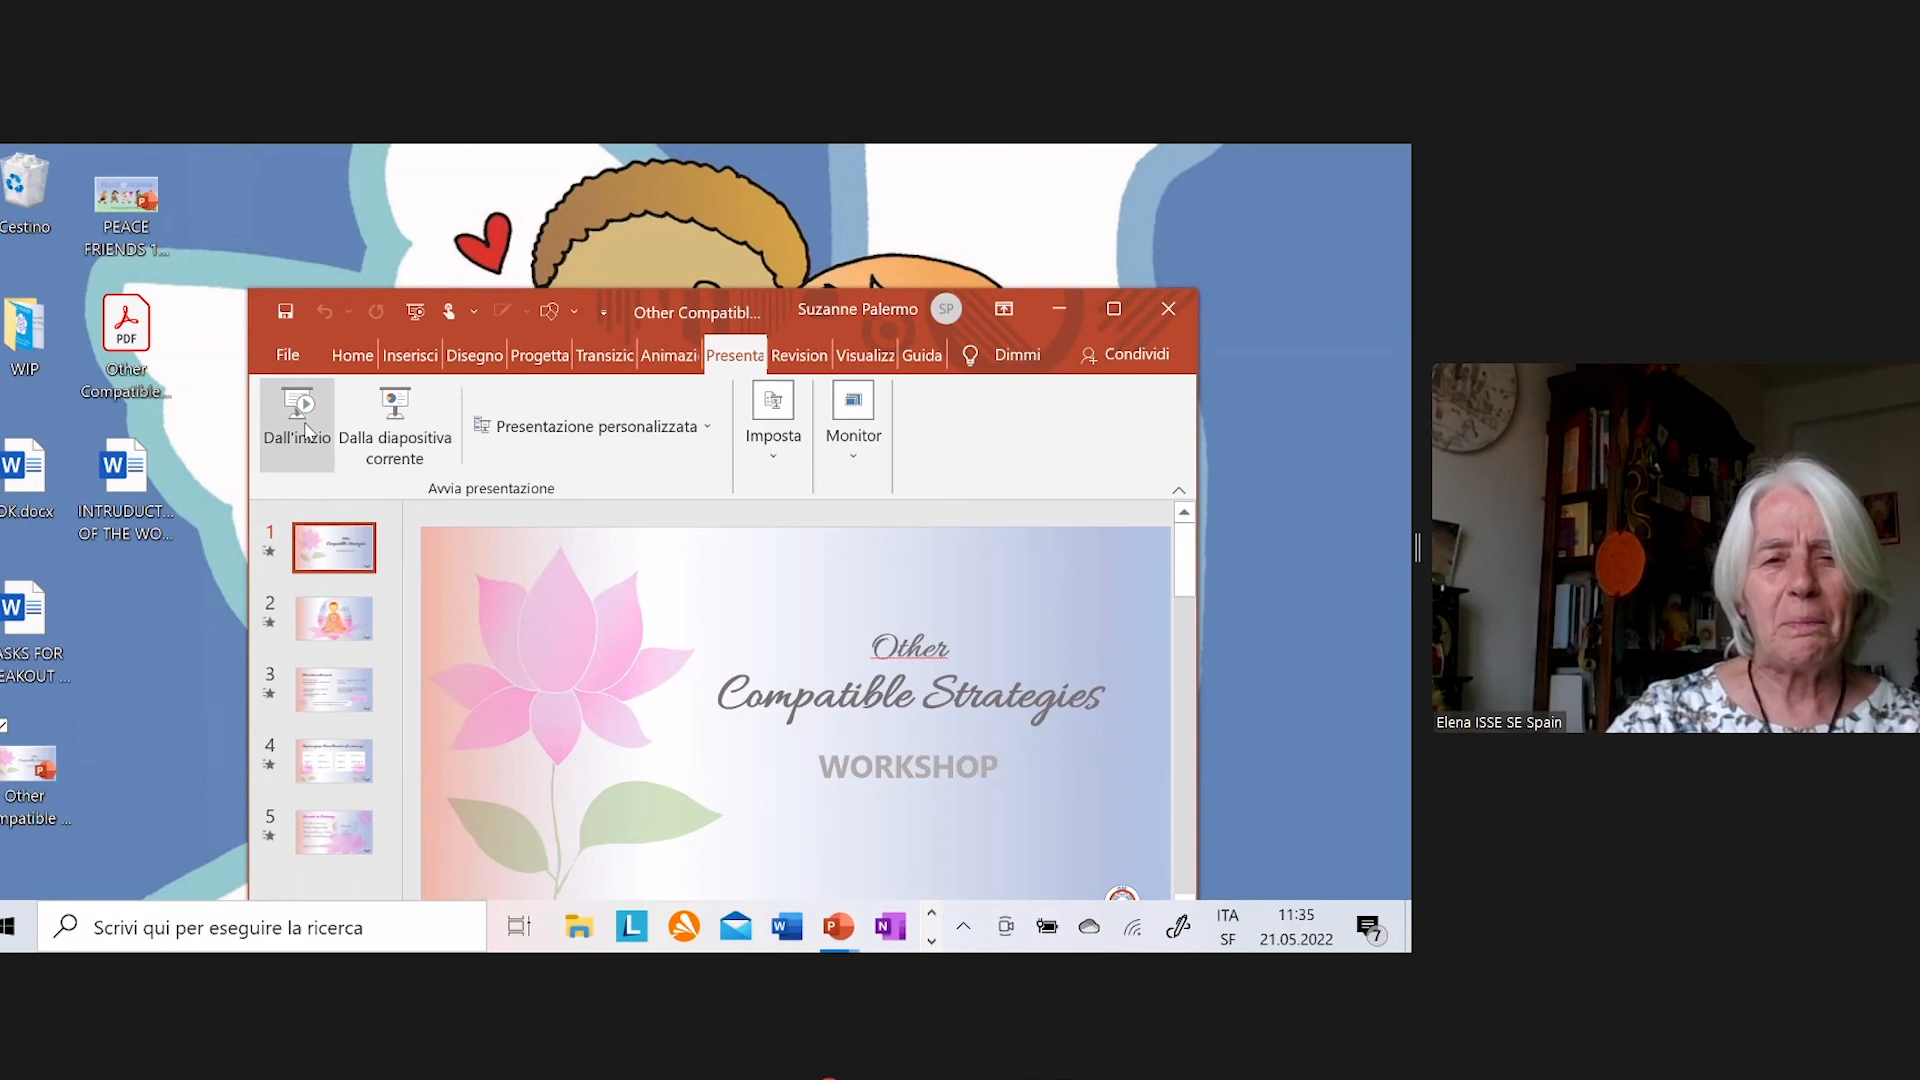 Cestino
PEACE
FRIENDS 1...
WIP
PDF
Other
Compatible...
OK.docx
INTRUDUCT...
OF THE WO...
ASKS FOR
EAKOUT ...
Other
mpatible ...
Other Compatibl...
Suzanne Palermo
SP
File
Home
Inserisci
Disegno
Progetta
Transizic
Animazi
Presenta
Revision
Visualizz
Guida
Dimmi
Condividi
Dall'inizio
Dalla diapositiva
corrente
Presentazione personalizzata
Imposta
Monitor
Avvia presentazione
1
2
3
4
5
Other
Compatible Strategies
WORKSHOP
Elena ISSE SE Spain
Scrivi qui per eseguire la ricerca
ITA
SF
11:35
21.05.2022
7